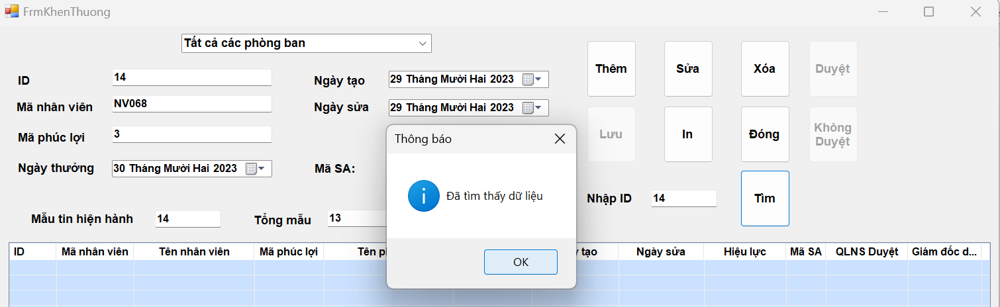 FrmKhenThuong
Tất cả các phòng ban
ID
14
Ngày tạo
29 Tháng Mười Hai 2023
Mã nhân viên
NV068
Ngày sửa
29 Tháng Mười Hai 2023
Mã phúc lợi
3
Ngày thưởng
30 Tháng Mười Hai 2023
Mã SA:
Mẫu tin hiện hành
14
Tổng mẫu
13
Thêm
Sửa
Xóa
Duyệt
Lưu
In
Đóng
Không
Duyệt
Nhập ID
14
Tìm
Thông báo
Đã tìm thấy dữ liệu
OK
ID
Mã nhân viên
Tên nhân viên
Mã phúc lợi
Tên
tạo
Ngày sửa
Hiệu lực
Mã SA
QLNS Duyệt
Giám đốc d...